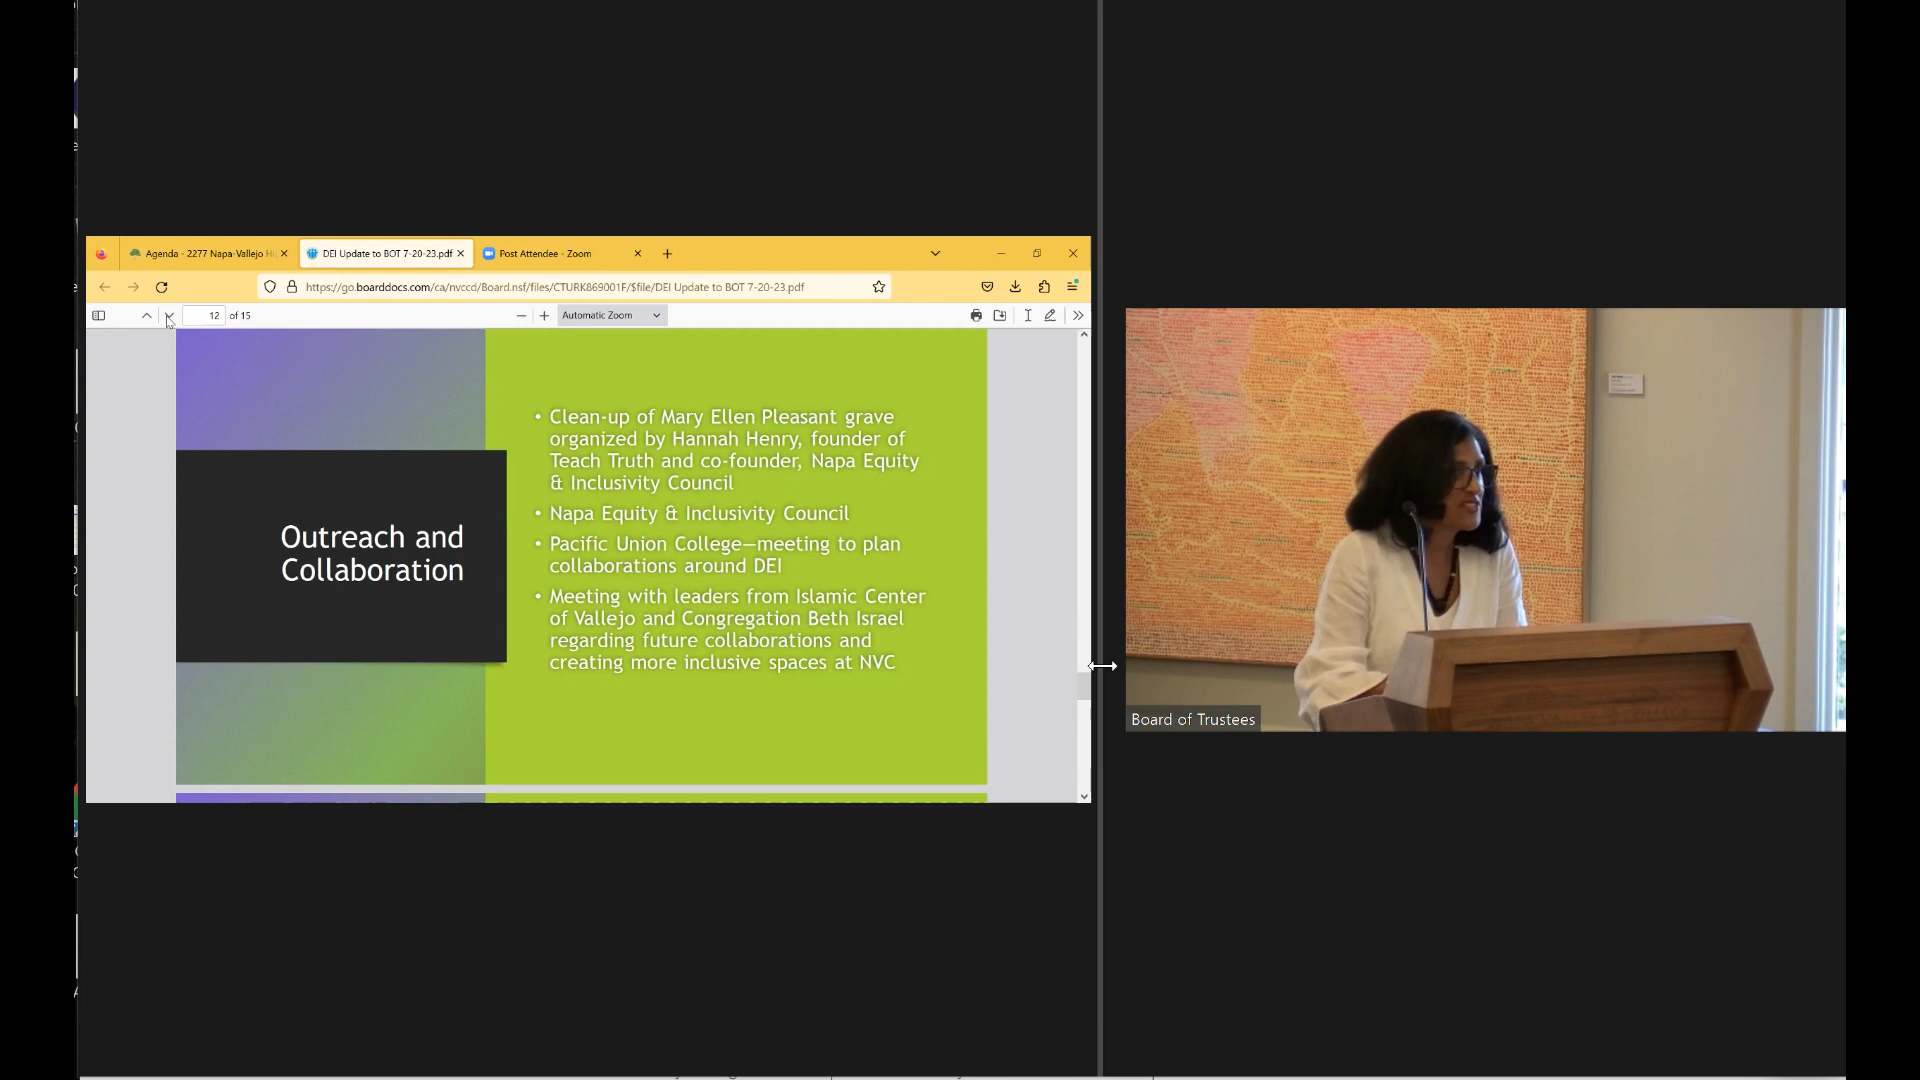 Agenda - 2277 Napa-Vallejo Hi
DEI Update to BOT 7-20-23.pdf
Post Attendee - Zoom
https://go.boarddocs.com/ca/nvccd/Board.nsf/files/CTURK869001F/$file/DEI Update to BOT 7-20-23.pdf
12 of 15
Automatic Zoom
Outreach and
Collaboration
• Clean-up of Mary Ellen Pleasant grave
organized by Hannah Henry, founder of
Teach Truth and co-founder, Napa Equity
& Inclusivity Council
• Napa Equity & Inclusivity Council
• Pacific Union College—meeting to plan
collaborations around DEI
• Meeting with leaders from Islamic Center
of Vallejo and Congregation Beth Israel
regarding future collaborations and
creating more inclusive spaces at NVC
Board of Trustees